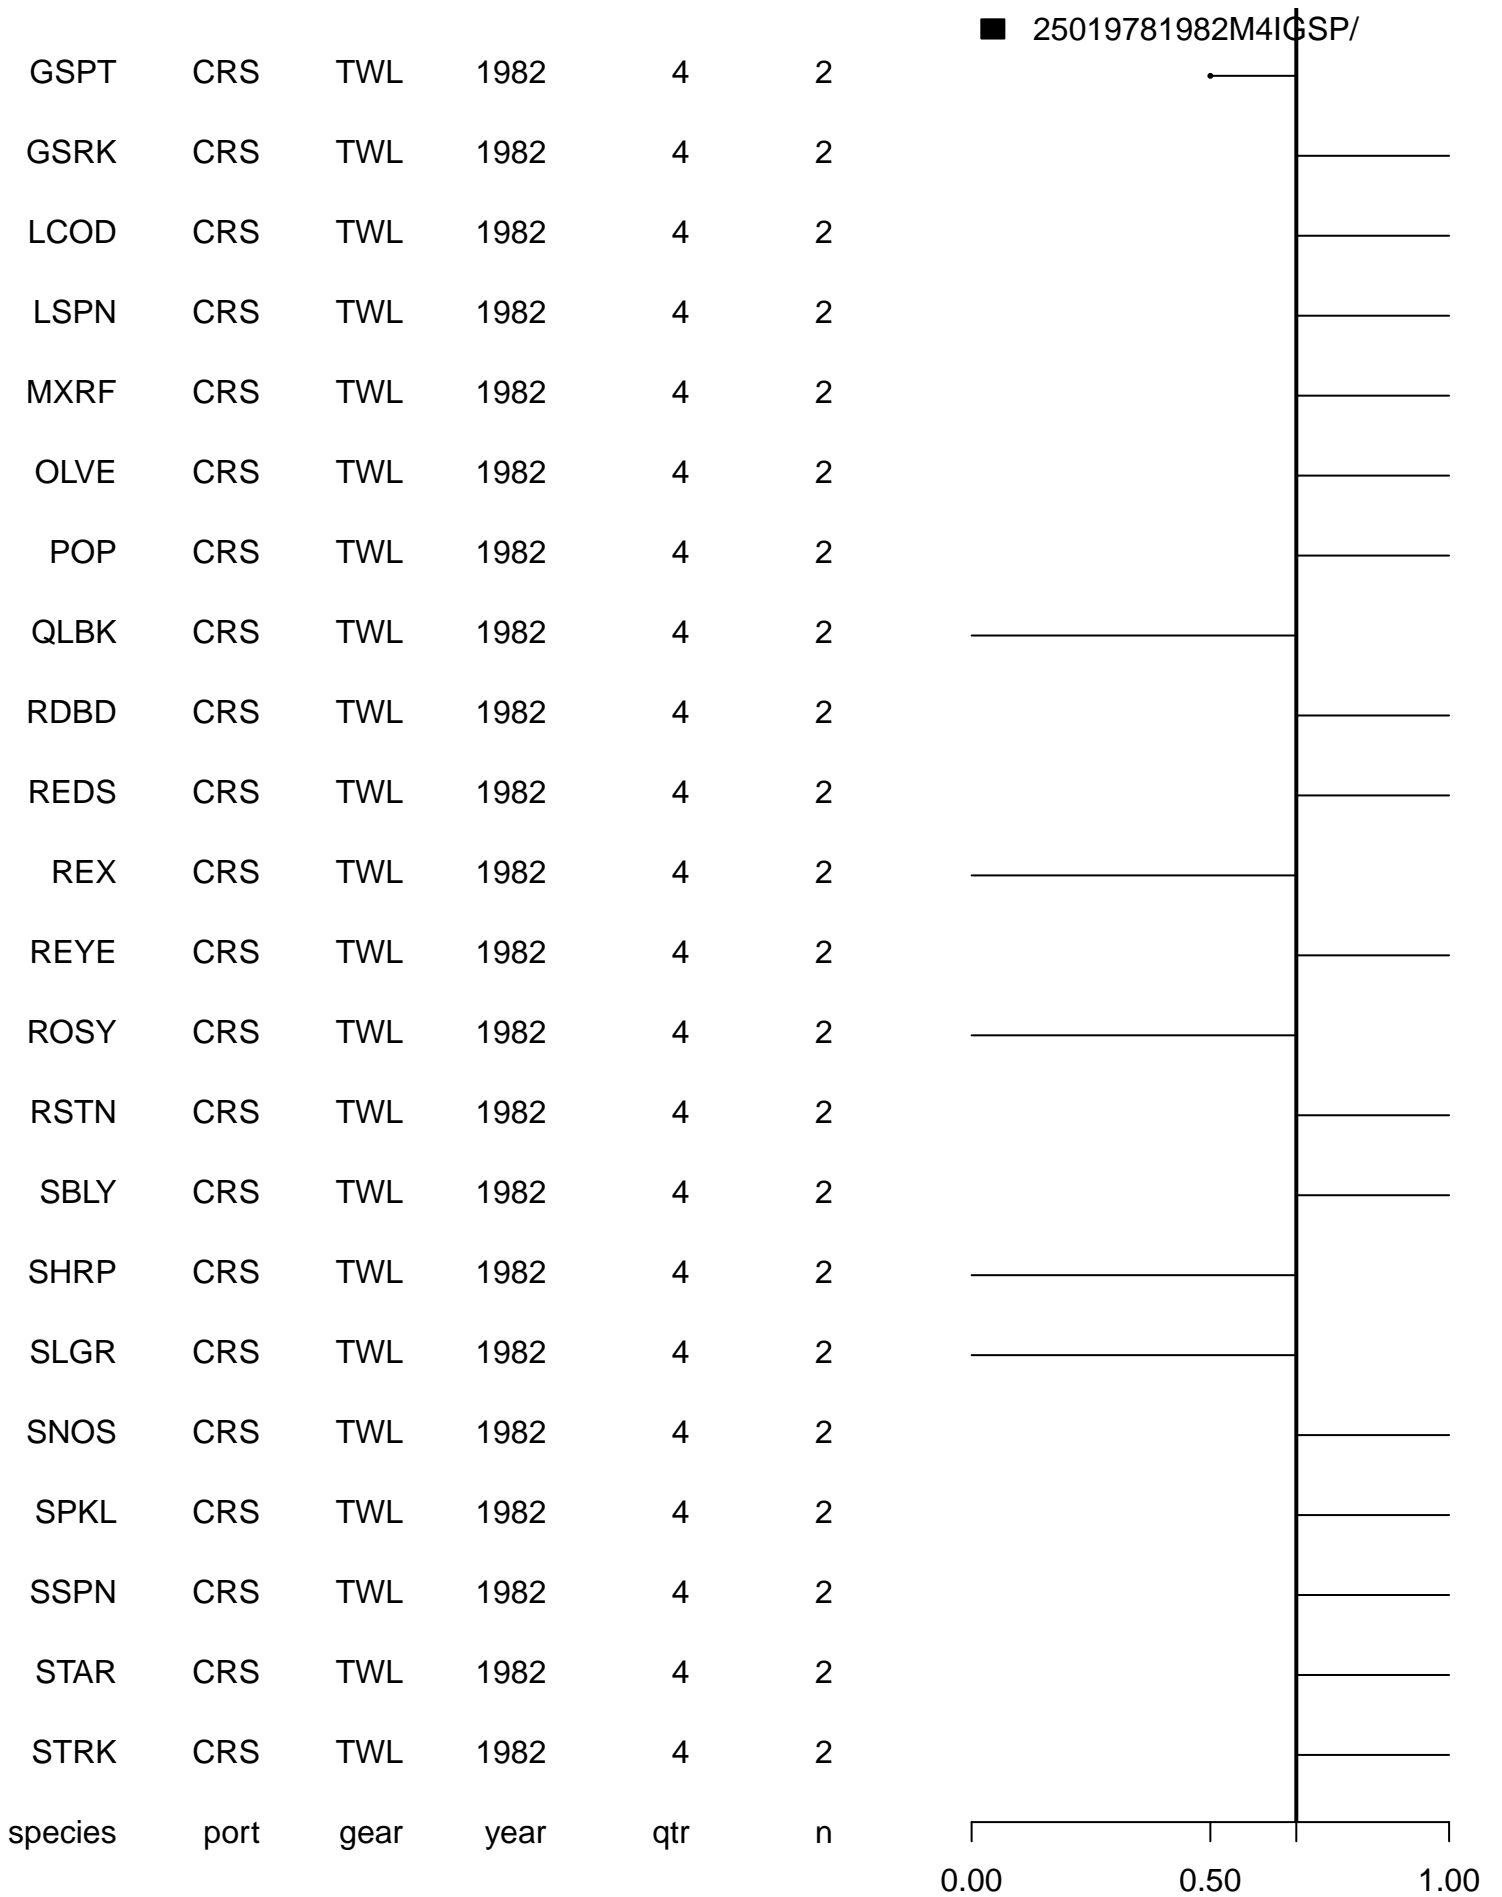 25019781982M4IGSP/
GSPT CRS TWL 1982 4 2
GSRK CRS TWL 1982 4 2
LCOD CRS TWL 1982 4 2
LSPN CRS TWL 1982 4 2
MXRF CRS TWL 1982 4 2
OLVE CRS TWL 1982 4 2
POP CRS TWL 1982 4 2
QLBK CRS TWL 1982 4 2
RDBD CRS TWL 1982 4 2
REDS CRS TWL 1982 4 2
REX CRS TWL 1982 4 2
REYE CRS TWL 1982 4 2
ROSY CRS TWL 1982 4 2
RSTN CRS TWL 1982 4 2
SBLY CRS TWL 1982 4 2
SHRP CRS TWL 1982 4 2
SLGR CRS TWL 1982 4 2
SNOS CRS TWL 1982 4 2
SPKL CRS TWL 1982 4 2
SSPN CRS TWL 1982 4 2
STAR CRS TWL 1982 4 2
STRK CRS TWL 1982 4 2
species port gear year qtr n
0.00 0.50 1.00